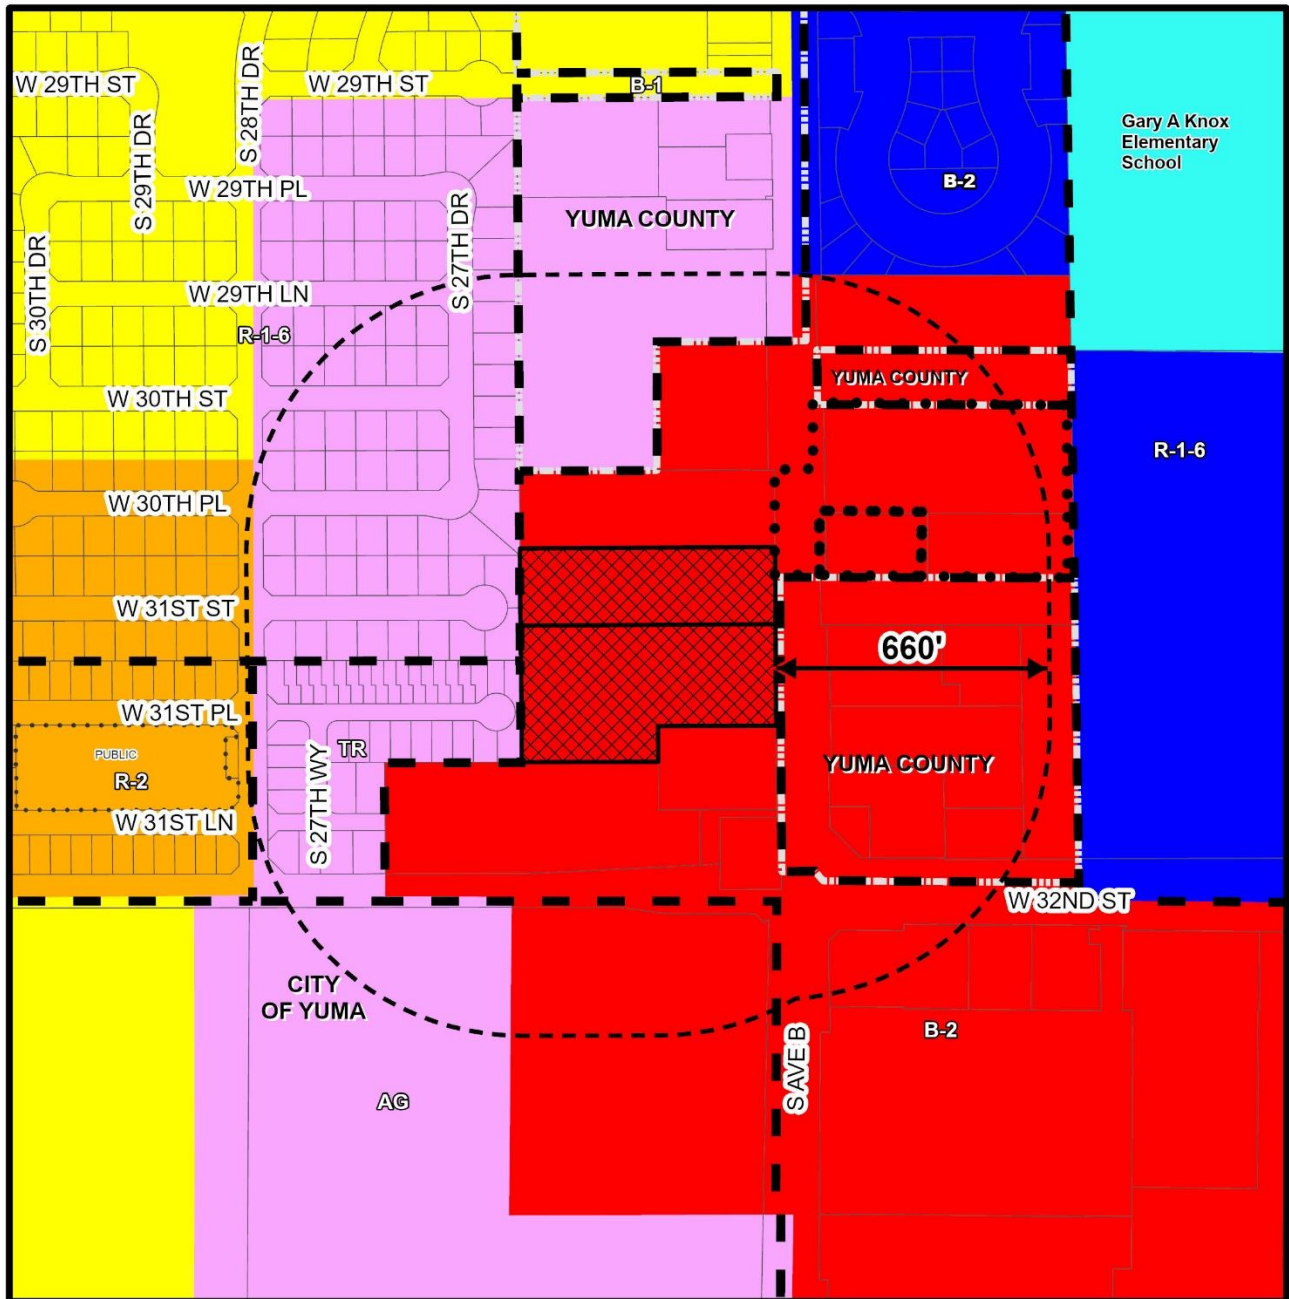 W 29TH ST
S 29TH DR
S 28TH DR
W 29TH ST
B-1
Gary A Knox
Elementary
School
B-2
W 29TH PL
YUMA COUNTY
S 30TH DR
S 27TH DR
W 29TH LN
R-1-6
YUMA COUNTY
W 30TH ST
R-1-6
W 30TH PL
W 31ST ST
660'
W 31ST PL
PUBLIC
R-2
TR
YUMA COUNTY
S 27TH WY
W 31ST LN
W 32ND ST
CITY
OF YUMA
B-2
S AVE B
AG